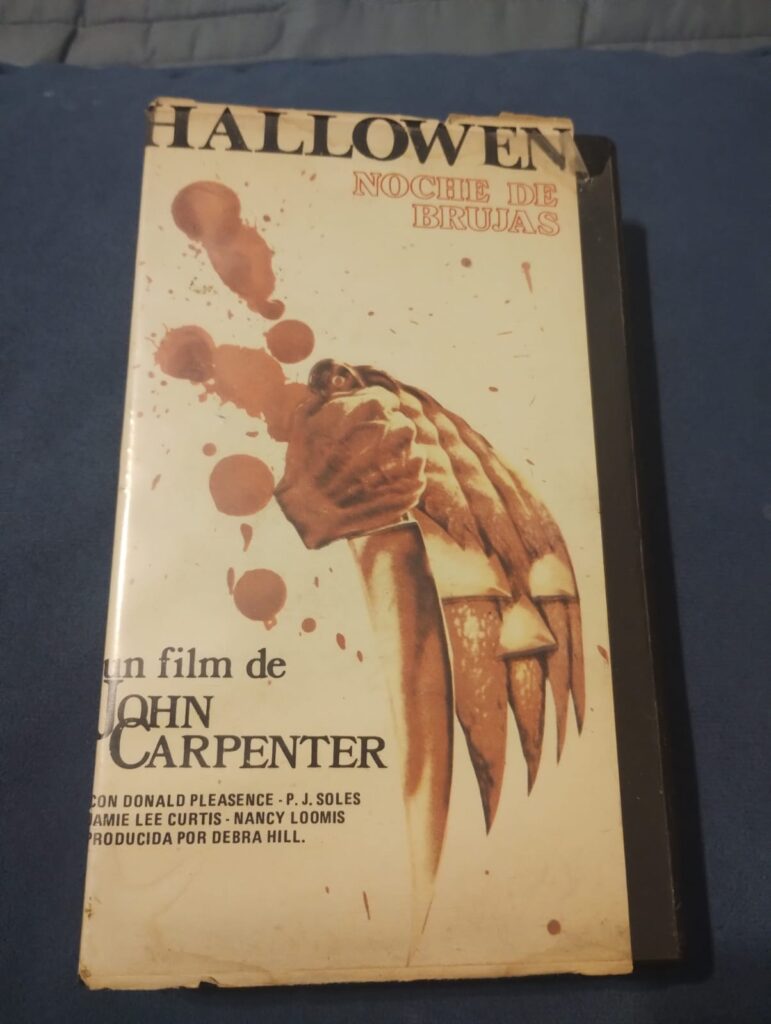 HALLOWEN
NOCHE DE
BRUJAS
un film de
JOHN
CARPENTER
CON DONALD PLEASENCE - P. J. SOLES
JAMIE LEE CURTIS - NANCY LOOMIS
PRODUCIDA POR DEBRA HILL.